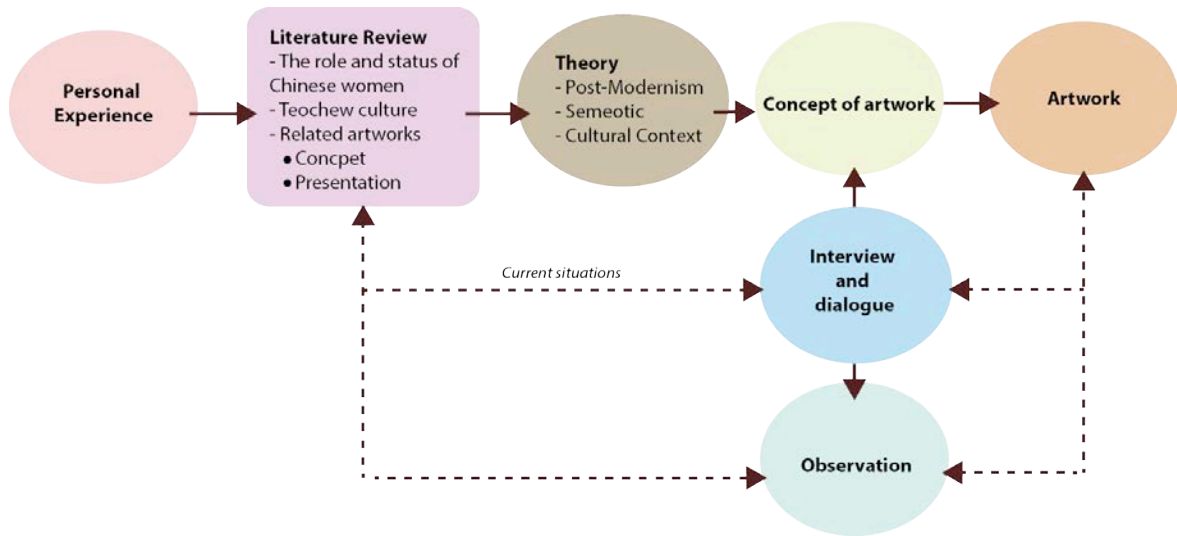 Personal
Experience
Literature Review
- The role and status of
Chinese women
- Teochew culture
- Related artworks
● Concpet
● Presentation
Theory
- Post-Modernism
- Semeotic
- Cultural Context
Concept of artwork
Artwork
Current situations
Interview
and
dialogue
Observation